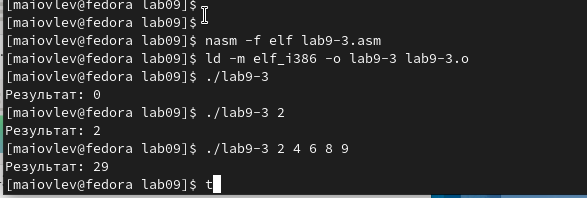 [maiovlev@fedora lab09]$
[maiovlev@fedora lab09]$
[maiovlev@fedora lab09]$ nasm -f elf lab9-3.asm
[maiovlev@fedora lab09]$ ld -m elf_i386 -o lab9-3 lab9-3.o
[maiovlev@fedora lab09]$ ./lab9-3
Результат: 0
[maiovlev@fedora lab09]$ ./lab9-3 2
Результат: 2
[maiovlev@fedora lab09]$ ./lab9-3 2 4 6 8 9
Результат: 29
[maiovlev@fedora lab09]$ t